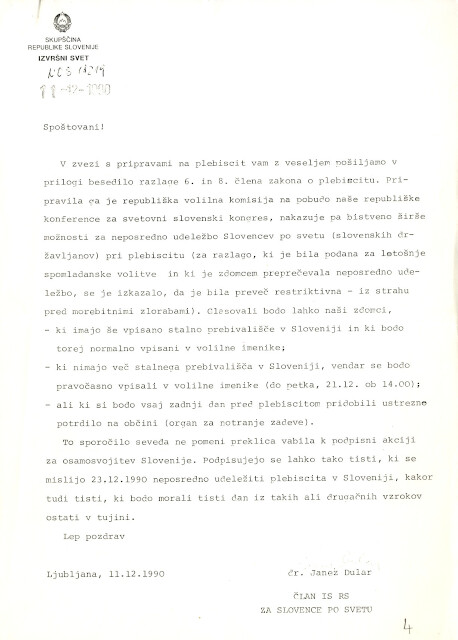 SKUPŠČINA
REPUBLIKE SLOVENIJE
IZVRŠNI SVET
11-12-1990
Spoštovani!
V zvezi s pripravami na plebiscit vam z veseljem pošiljamo v
prilogi besedilo razlage 6. in 8. člena zakona o plebiscitu. Pri-
pravila ga je republiška volilna komisija na pobudo naše republiške
konference za svetovni slovenski kongres, nakazuje pa bistveno širše
možnosti za neposredno udeležbo Slovencev po svetu (slovenskih dr-
žavljanov) pri plebiscitu (za razlago, ki je bila podana za letošnje
spomladanske volitve in ki je zdomcem preprečevala neposredno ude-
ležbo, se je izkazalo, da je bila preveč restriktivna - iz strahu
pred morebitnimi zlorabami). Glasovali bodo lahko naši zdomci,
- ki imajo še vpisano stalno prebivališče v Sloveniji in ki bodo
torej normalno vpisani v volilne imenike;
- ki nimajo več stalnega prebivališča v Sloveniji, vendar se bodo
pravočasno vpisali v volilne imenike (do petka, 21.12. ob 14.00);
- ali ki si bodo vsaj zadnji dan pred plebiscitom pridobili ustrezno
potrdilo na občini (organ za notranje zadeve).
To sporočilo seveda ne pomeni preklica vabila k podpisni akciji
za osamosvojitev Slovenije. Podpisujejo se lahko tako tisti, ki se
mislijo 23.12.1990 neposredno udeležiti plebiscita v Sloveniji, kakor
tudi tisti, ki bodo morali tisti dan iz takih ali drugačnih vzrokov
ostati v tujini.
Lep pozdrav
Ljubljana, 11.12.1990
dr. Janez Dular
ČLAN IS RS
ZA SLOVENCE PO SVETU
4